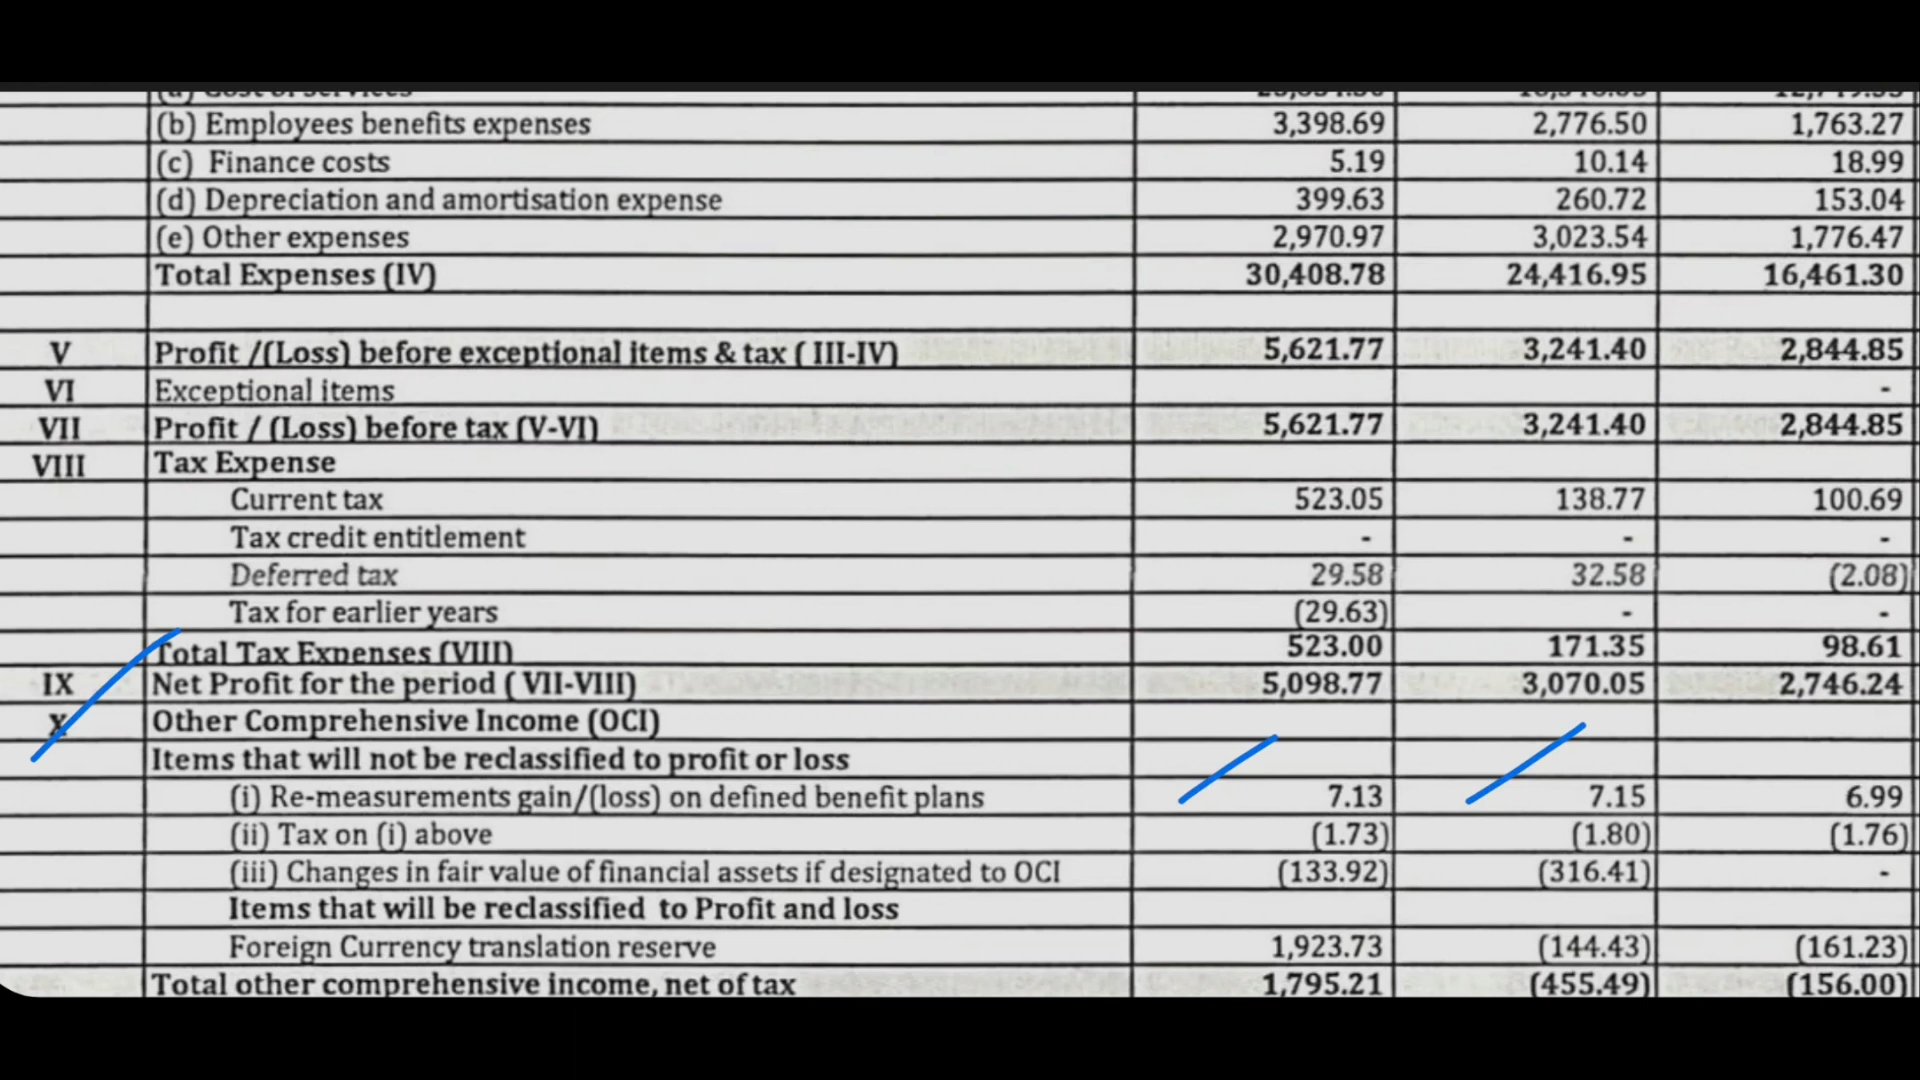 (a) Cost of services
(b) Employees benefits expenses 3,398.69 2,776.50 1,763.27
(c) Finance costs 5.19 10.14 18.99
(d) Depreciation and amortisation expense 399.63 260.72 153.04
(e) Other expenses 2,970.97 3,023.54 1,776.47
Total Expenses (IV) 30,408.78 24,416.95 16,461.30
V Profit /(Loss) before exceptional items & tax ( III-IV) 5,621.77 3,241.40 2,844.85
VI Exceptional items -
VII Profit / (Loss) before tax (V-VI) 5,621.77 3,241.40 2,844.85
VIII Tax Expense
Current tax 523.05 138.77 100.69
Tax credit entitlement - - -
Deferred tax 29.58 32.58 (2.08)
Tax for earlier years (29.63) - -
Total Tax Expenses (VIII) 523.00 171.35 98.61
IX Net Profit for the period ( VII-VIII) 5,098.77 3,070.05 2,746.24
X Other Comprehensive Income (OCI)
Items that will not be reclassified to profit or loss
(i) Re-measurements gain/(loss) on defined benefit plans 7.13 7.15 6.99
(ii) Tax on (i) above (1.73) (1.80) (1.76)
(iii) Changes in fair value of financial assets if designated to OCI (133.92) (316.41) -
Items that will be reclassified to Profit and loss
Foreign Currency translation reserve 1,923.73 (144.43) (161.23)
Total other comprehensive income, net of tax 1,795.21 (455.49) (156.00)